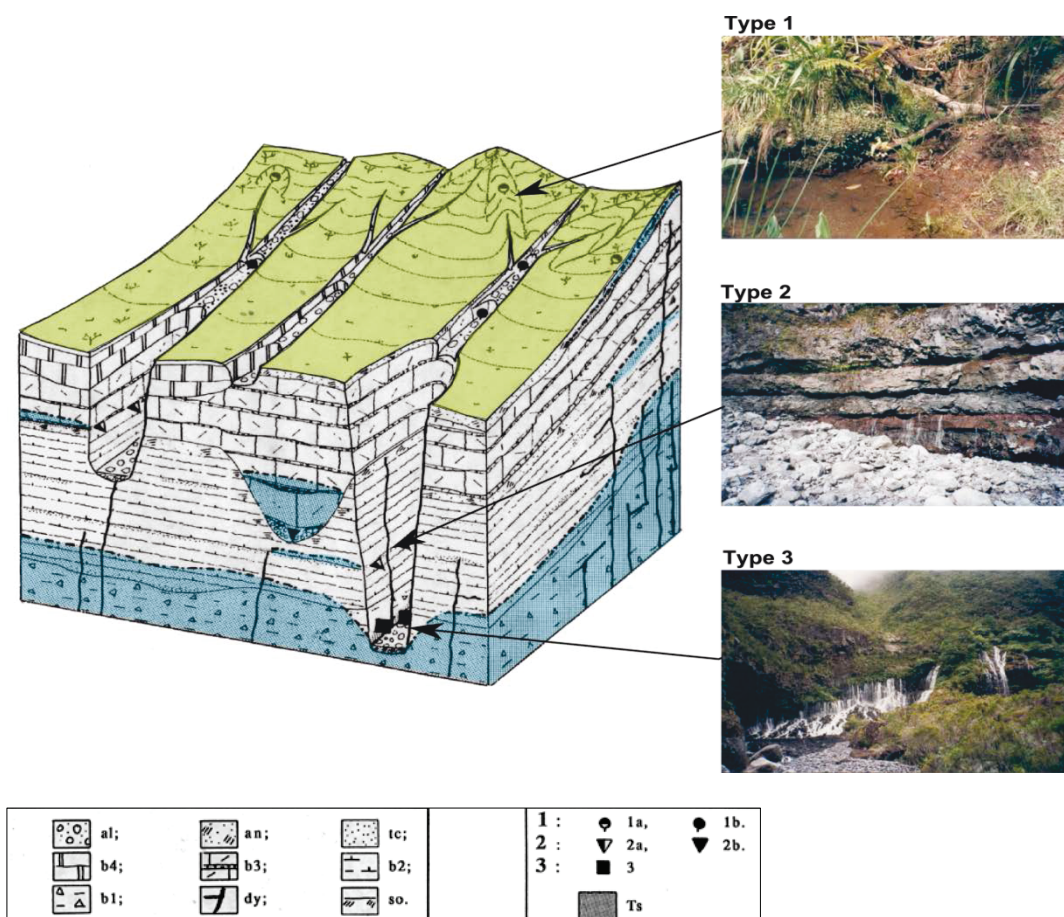 Type 1
Type 2
Type 3
al; an; tc;
b4; b3; b2;
b1; dy; so.
1 : 1a, 1b.
2 : 2a, 2b.
3 : 3
Ts